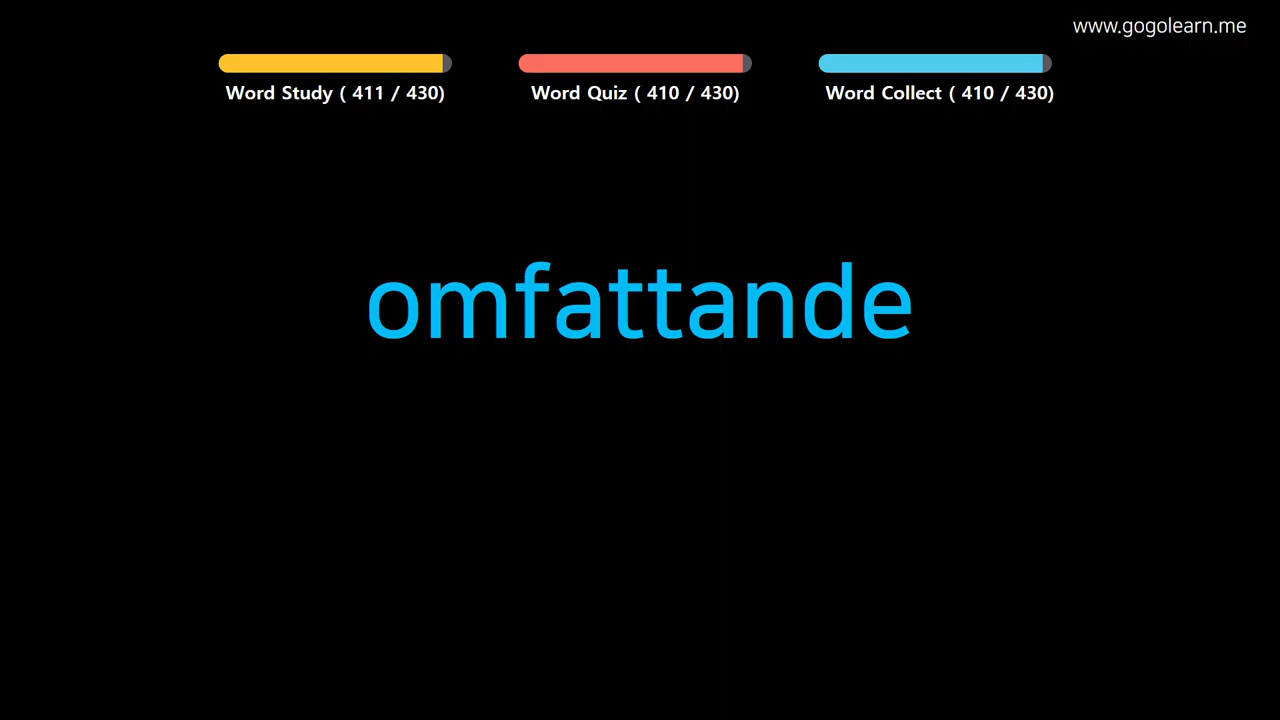 www.gogolearn.me
Word Study ( 411 / 430)
Word Quiz ( 410 / 430)
Word Collect ( 410 / 430)
omfattande